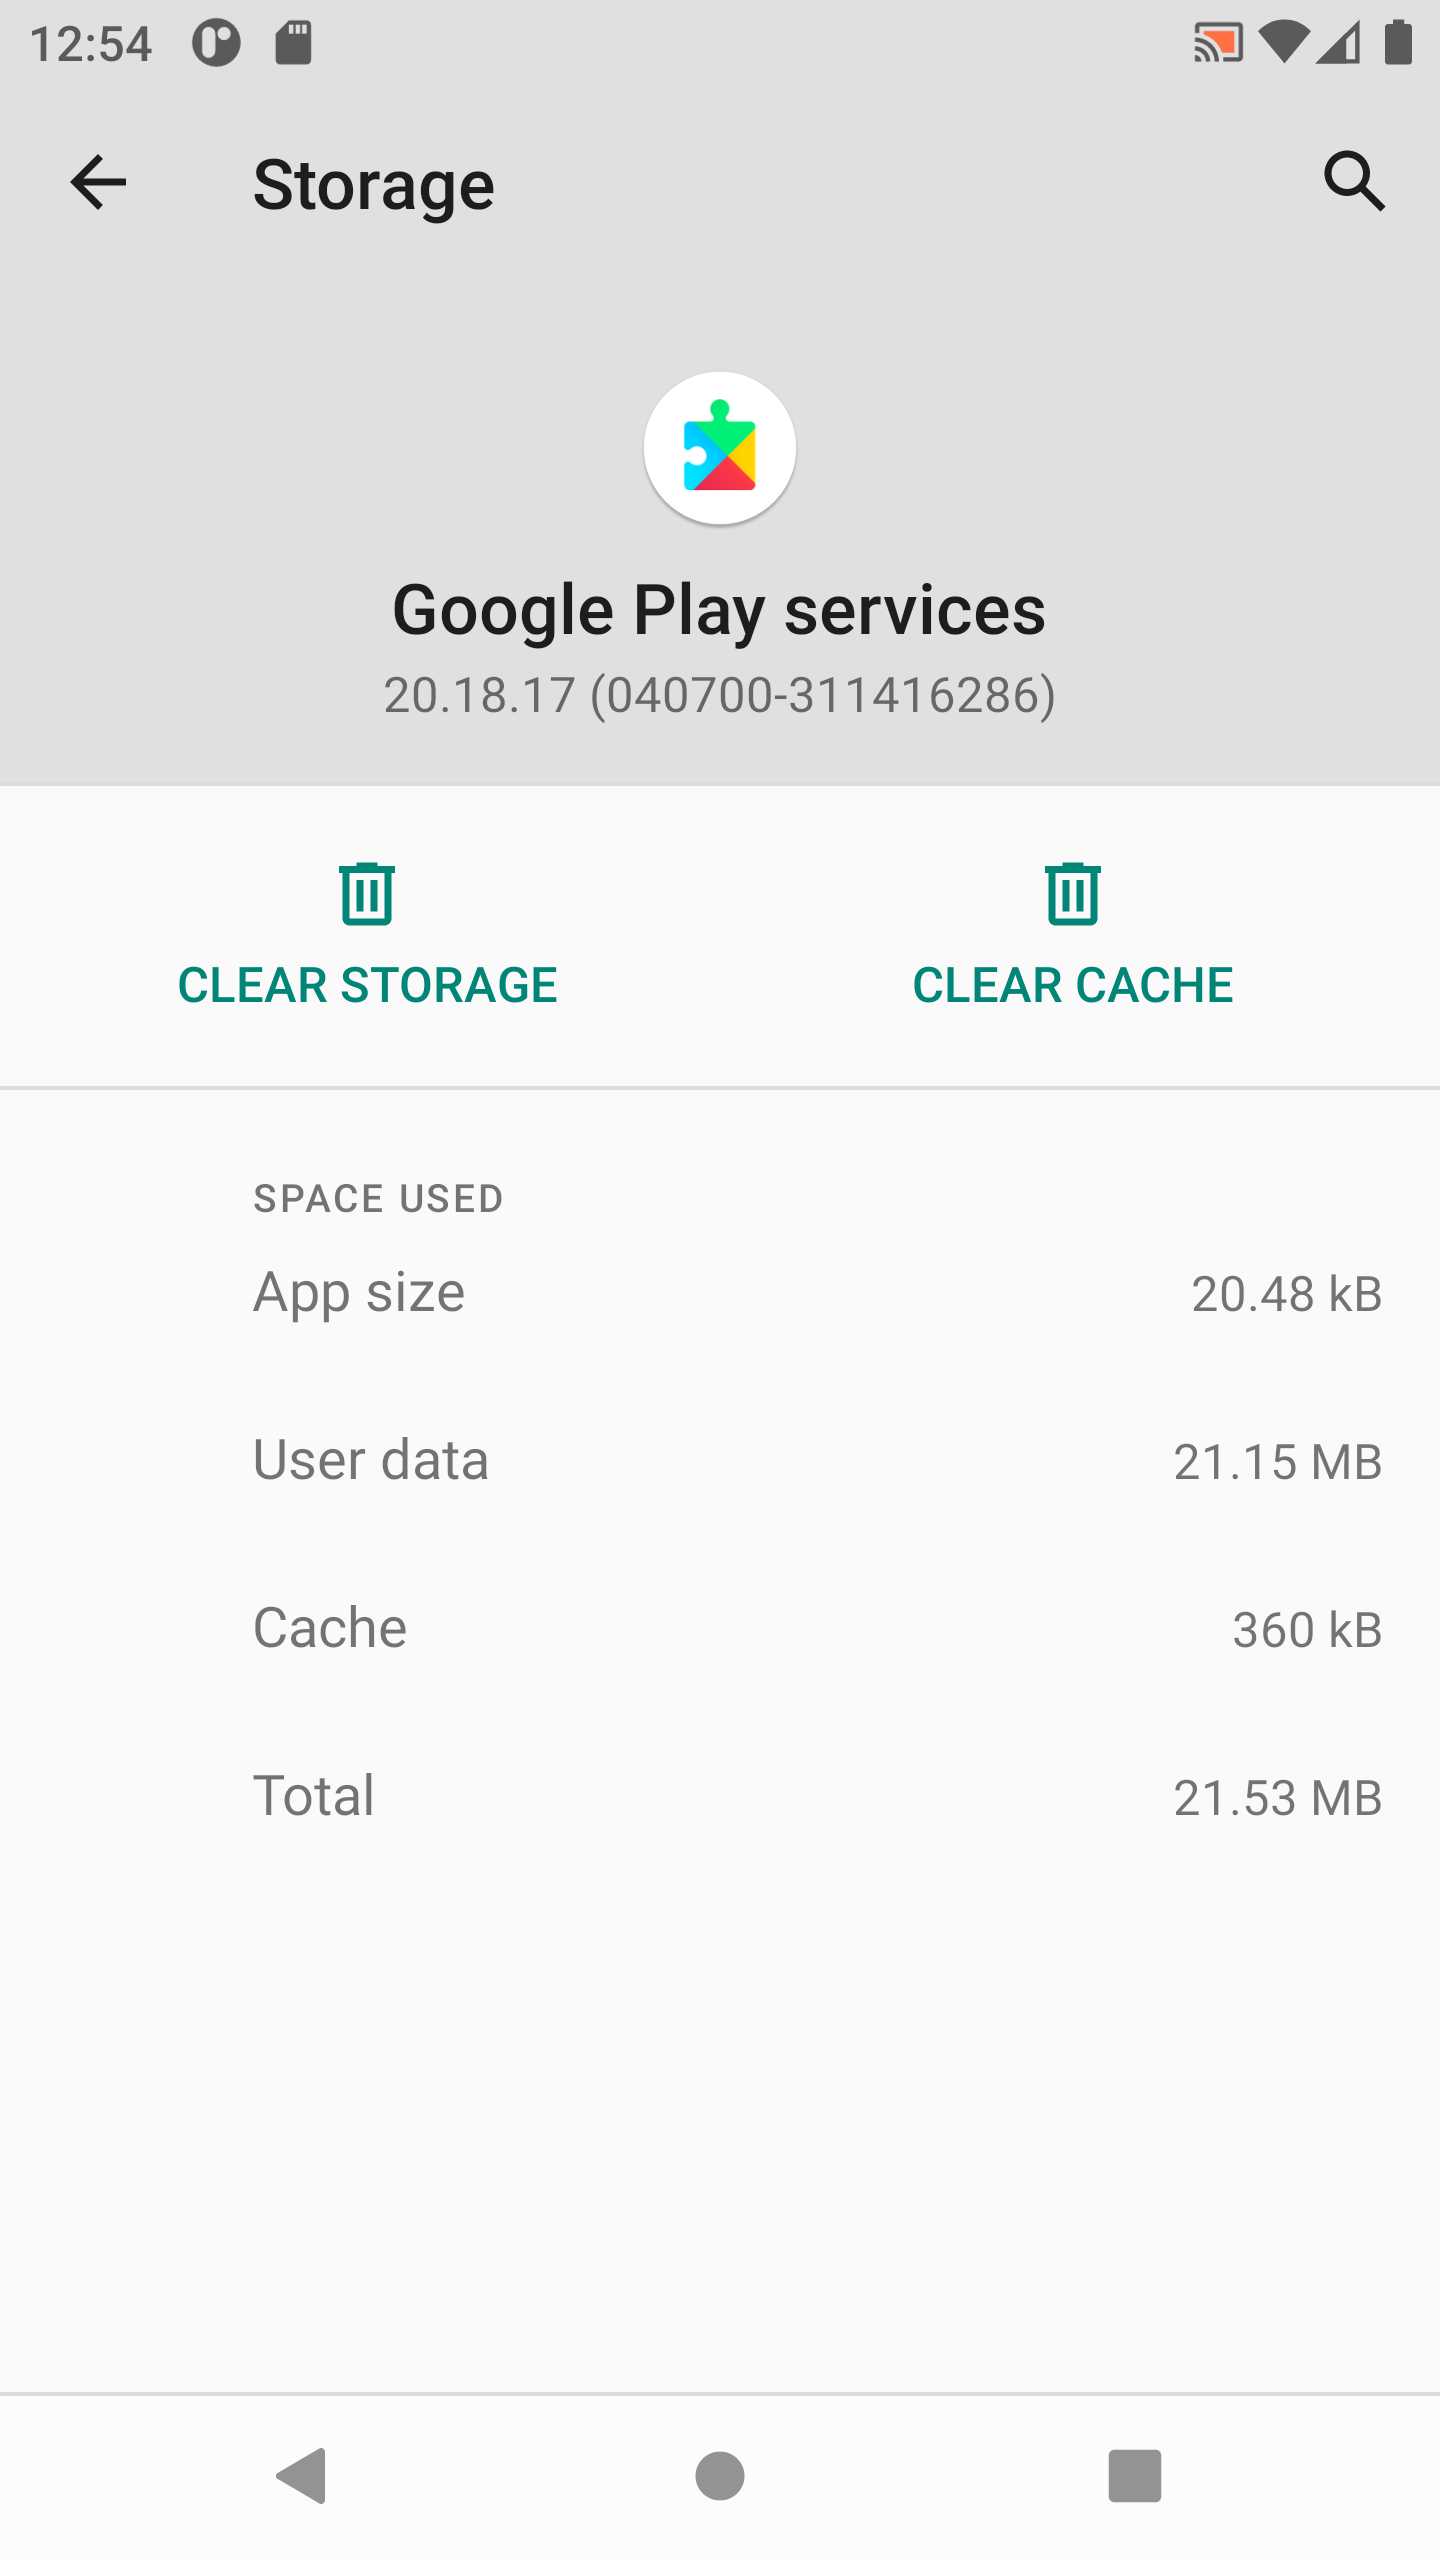 12:54
Storage
Google Play services
20.18.17 (040700-311416286)
CLEAR STORAGE
CLEAR CACHE
SPACE USED
App size 20.48 kB
User data 21.15 MB
Cache 360 kB
Total 21.53 MB